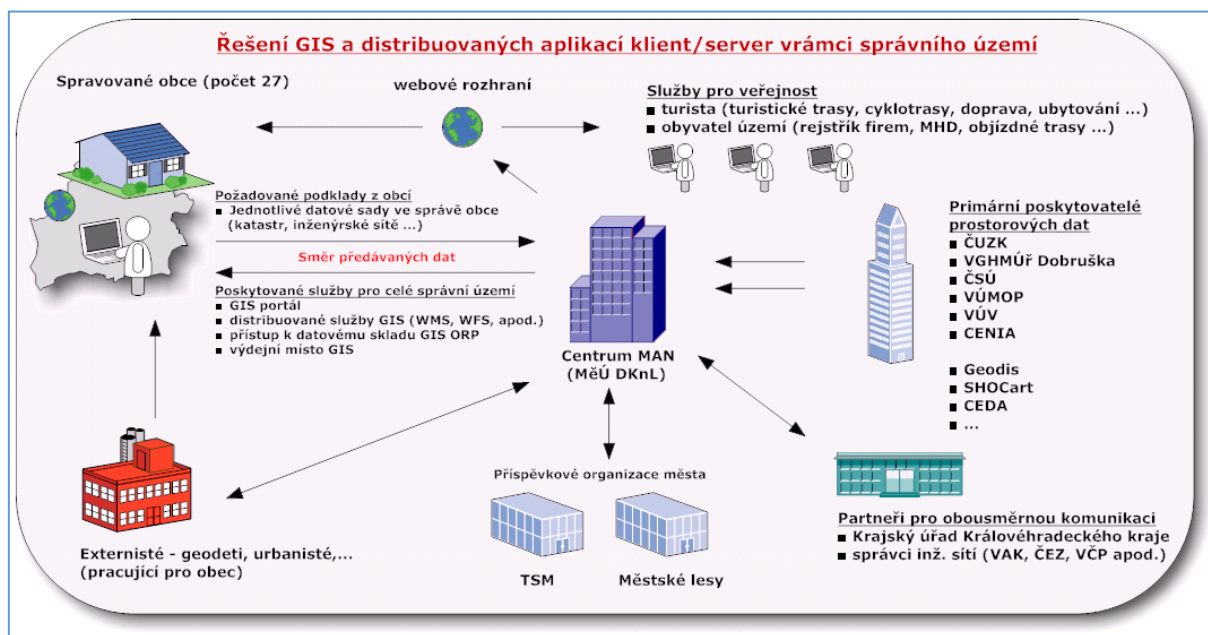 Řešení GIS a distribuovaných aplikací klient/server vrámci správního území
Spravované obce (počet 27)
webové rozhraní
Služby pro veřejnost
▪ turista (turistické trasy, cyklotrasy, doprava, ubytování ...)
▪ obyvatel území (rejstřík firem, MHD, objízdné trasy ...)
Požadované podklady z obcí
▪ Jednotlivé datové sady ve správě obce
(katastr, inženýrské sítě ...)
Směr předávaných dat
Poskytované služby pro celé správní území
▪ GIS portál
▪ distribuované služby GIS (WMS, WFS, apod.)
▪ přístup k datovému skladu GIS ORP
▪ výdejní místo GIS
Centrum MAN
(MěÚ DKnL)
Primární poskytovatelé
prostorových dat
▪ ČUZK
▪ VGHMÚř Dobruška
▪ ČSÚ
▪ VÚMOP
▪ VÚV
▪ CENIA
▪ Geodis
▪ SHOCart
▪ CEDA
▪ ...
Externisté - geodeti, urbanisté,...
(pracující pro obec)
Příspěvkové organizace města
TSM
Městské lesy
Partneři pro obousměrnou komunikaci
▪ Krajský úřad Královéhradeckého kraje
▪ správci inž. sítí (VAK, ČEZ, VČP apod.)